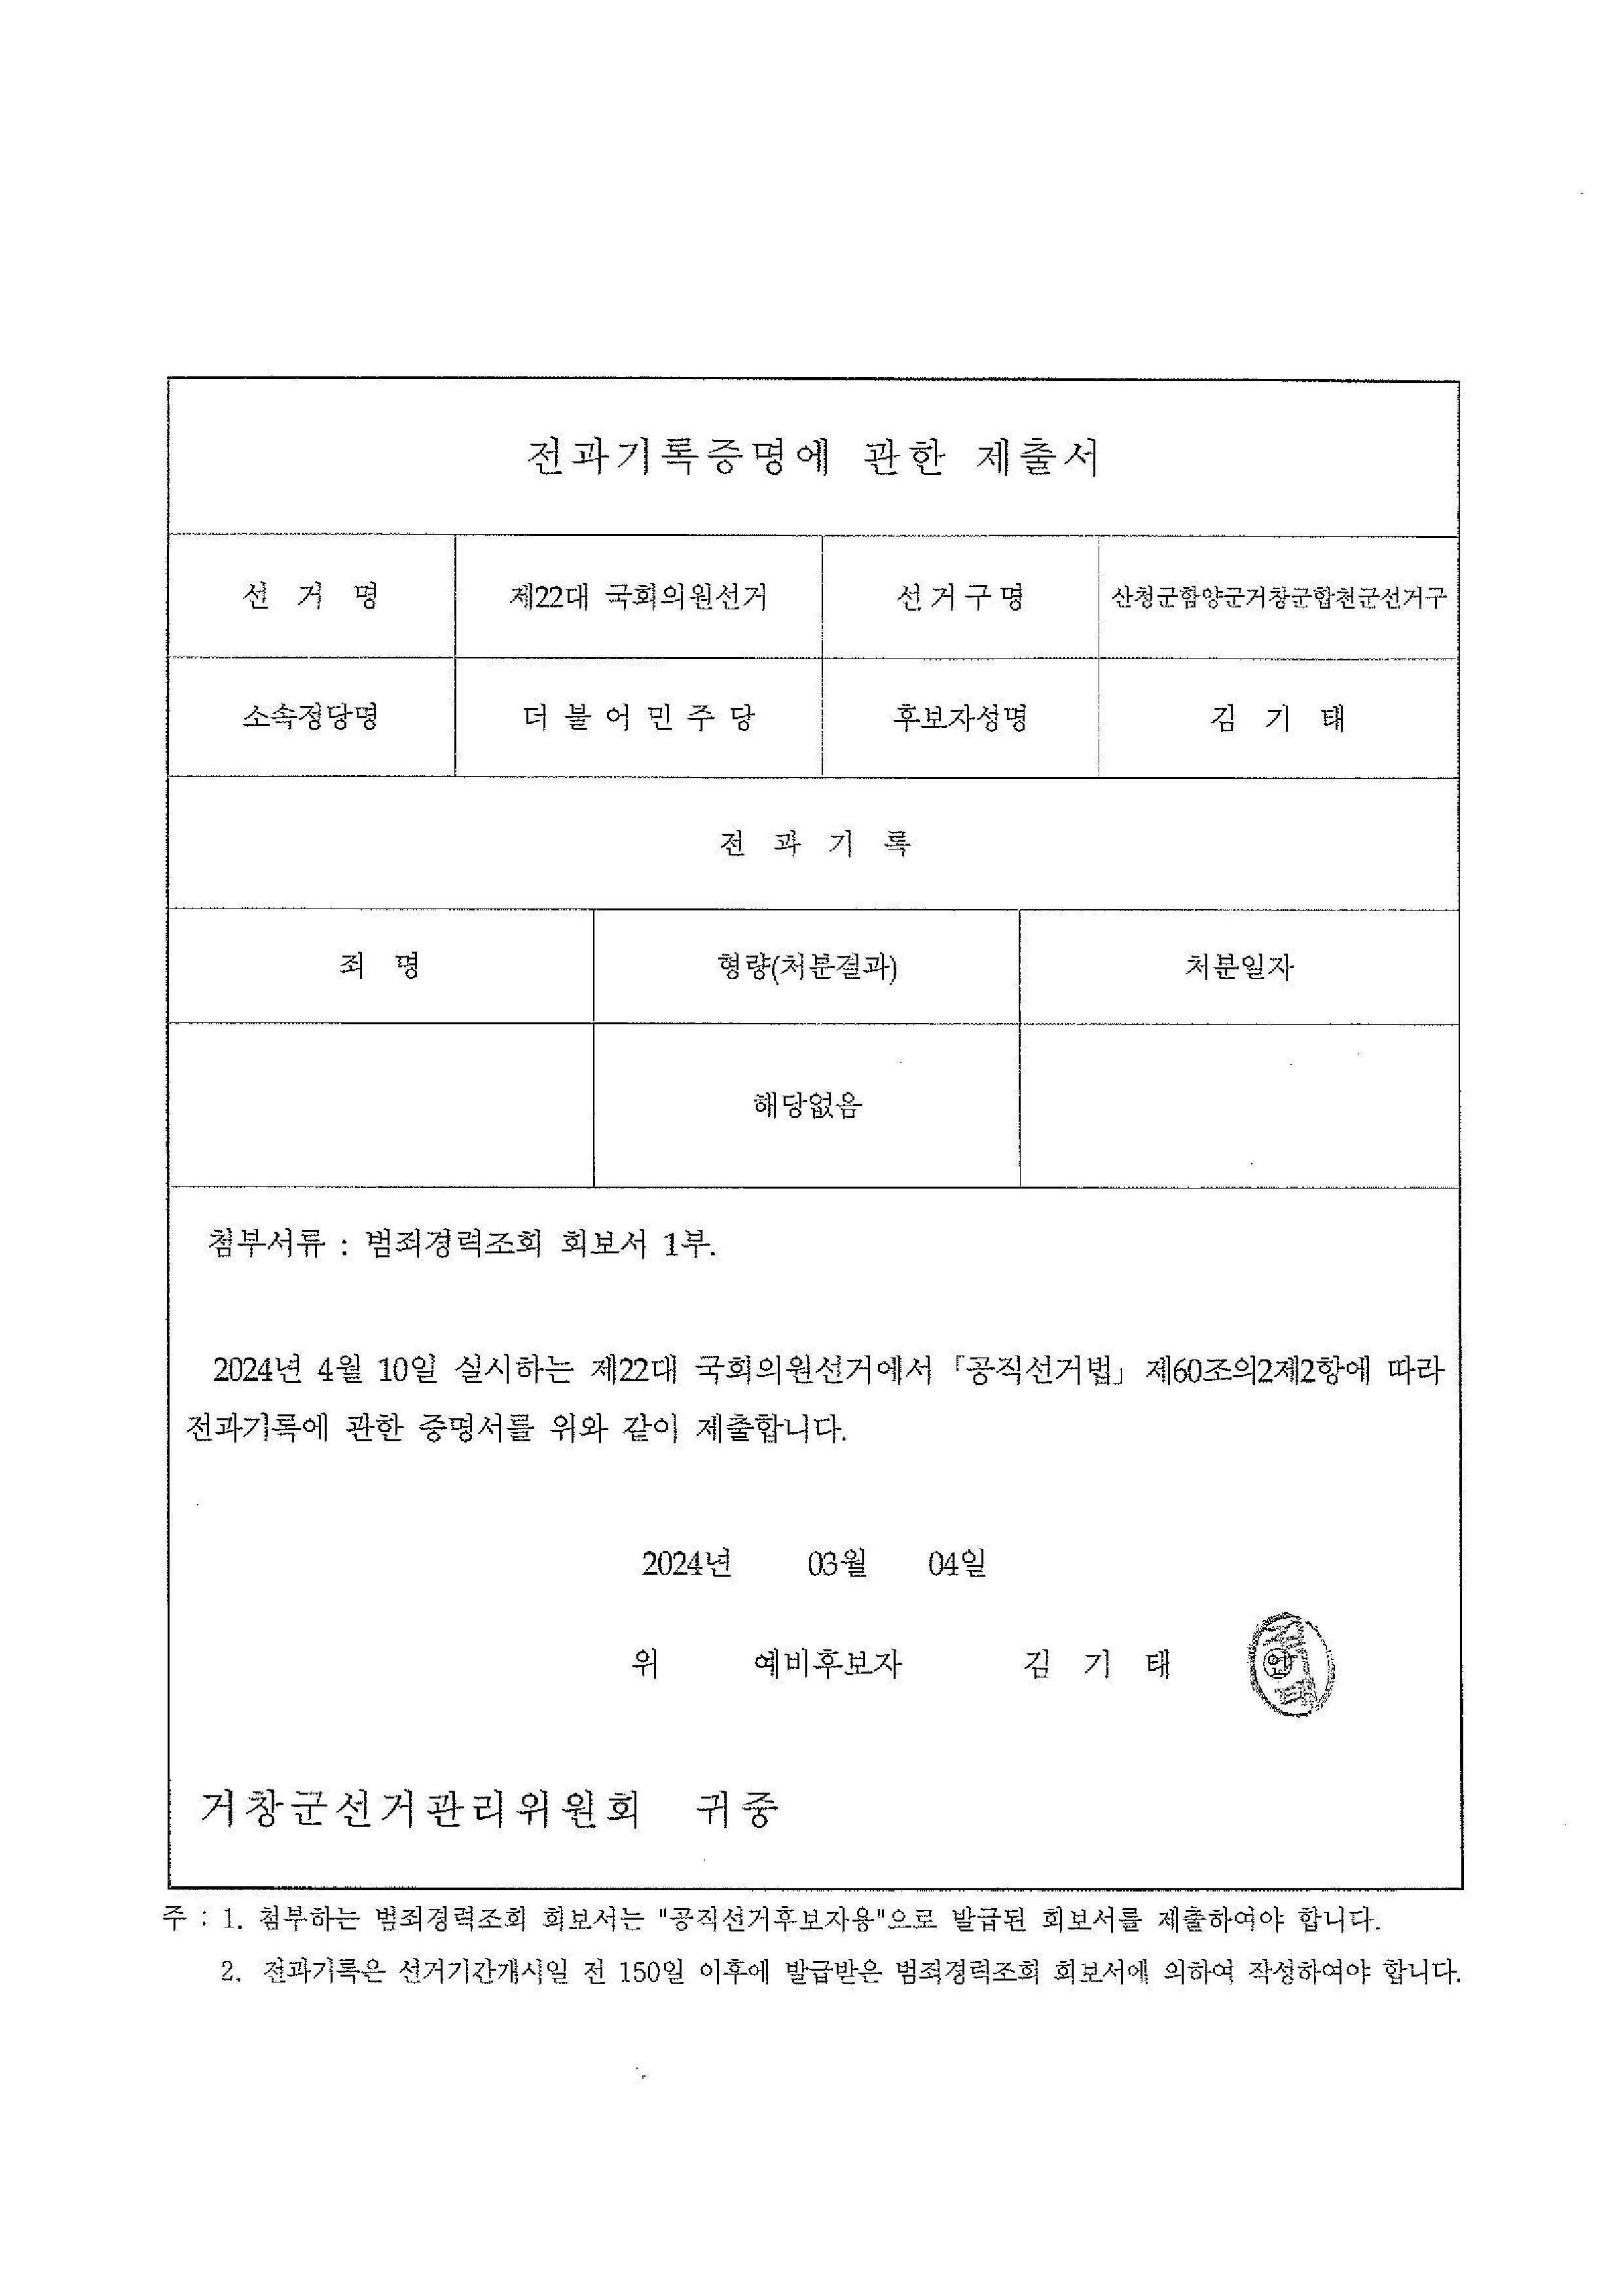 전과기록증명에 관한 제출서
선 거 명 제22대 국회의원선거 선거구명 산청군함양군거창군합천군선거구
소속정당명 더불어민주당 후보자성명 김 기 태
전 과 기 록
죄 명 형량(처분결과) 처분일자
해당없음
첨부서류 : 범죄경력조회 회보서 1부.
2024년 4월 10일 실시하는 제22대 국회의원선거에서 「공직선거법」 제60조의2제2항에 따라
전과기록에 관한 증명서를 위와 같이 제출합니다.
2024년 03월 04일
위 예비후보자 김 기 태
김기태
인
거창군선거관리위원회 귀중
주 : 1. 첨부하는 범죄경력조회 회보서는 "공직선거후보자용"으로 발급된 회보서를 제출하여야 합니다.
2. 전과기록은 선거기간개시일 전 150일 이후에 발급받은 범죄경력조회 회보서에 의하여 작성하여야 합니다.